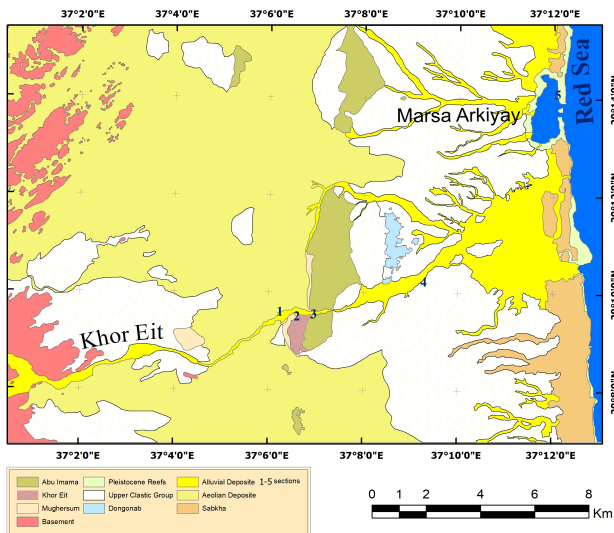 37°2'0"E 37°4'0"E 37°6'0"E 37°8'0"E 37°10'0"E 37°12'0"E
Red Sea
5
Marsa Arkiyay
4
1
2
3
Khor Eit
37°2'0"E 37°4'0"E 37°6'0"E 37°8'0"E 37°10'0"E 37°12'0"E
Abu Imama Pleistocene Reefs Alluvial Deposite 1-5 sections
Khor Eit Upper Clastic Group Aeolian Deposite
Mughersum Dongonab Sabkha
Basement
0 1 2 4 6 8
Km